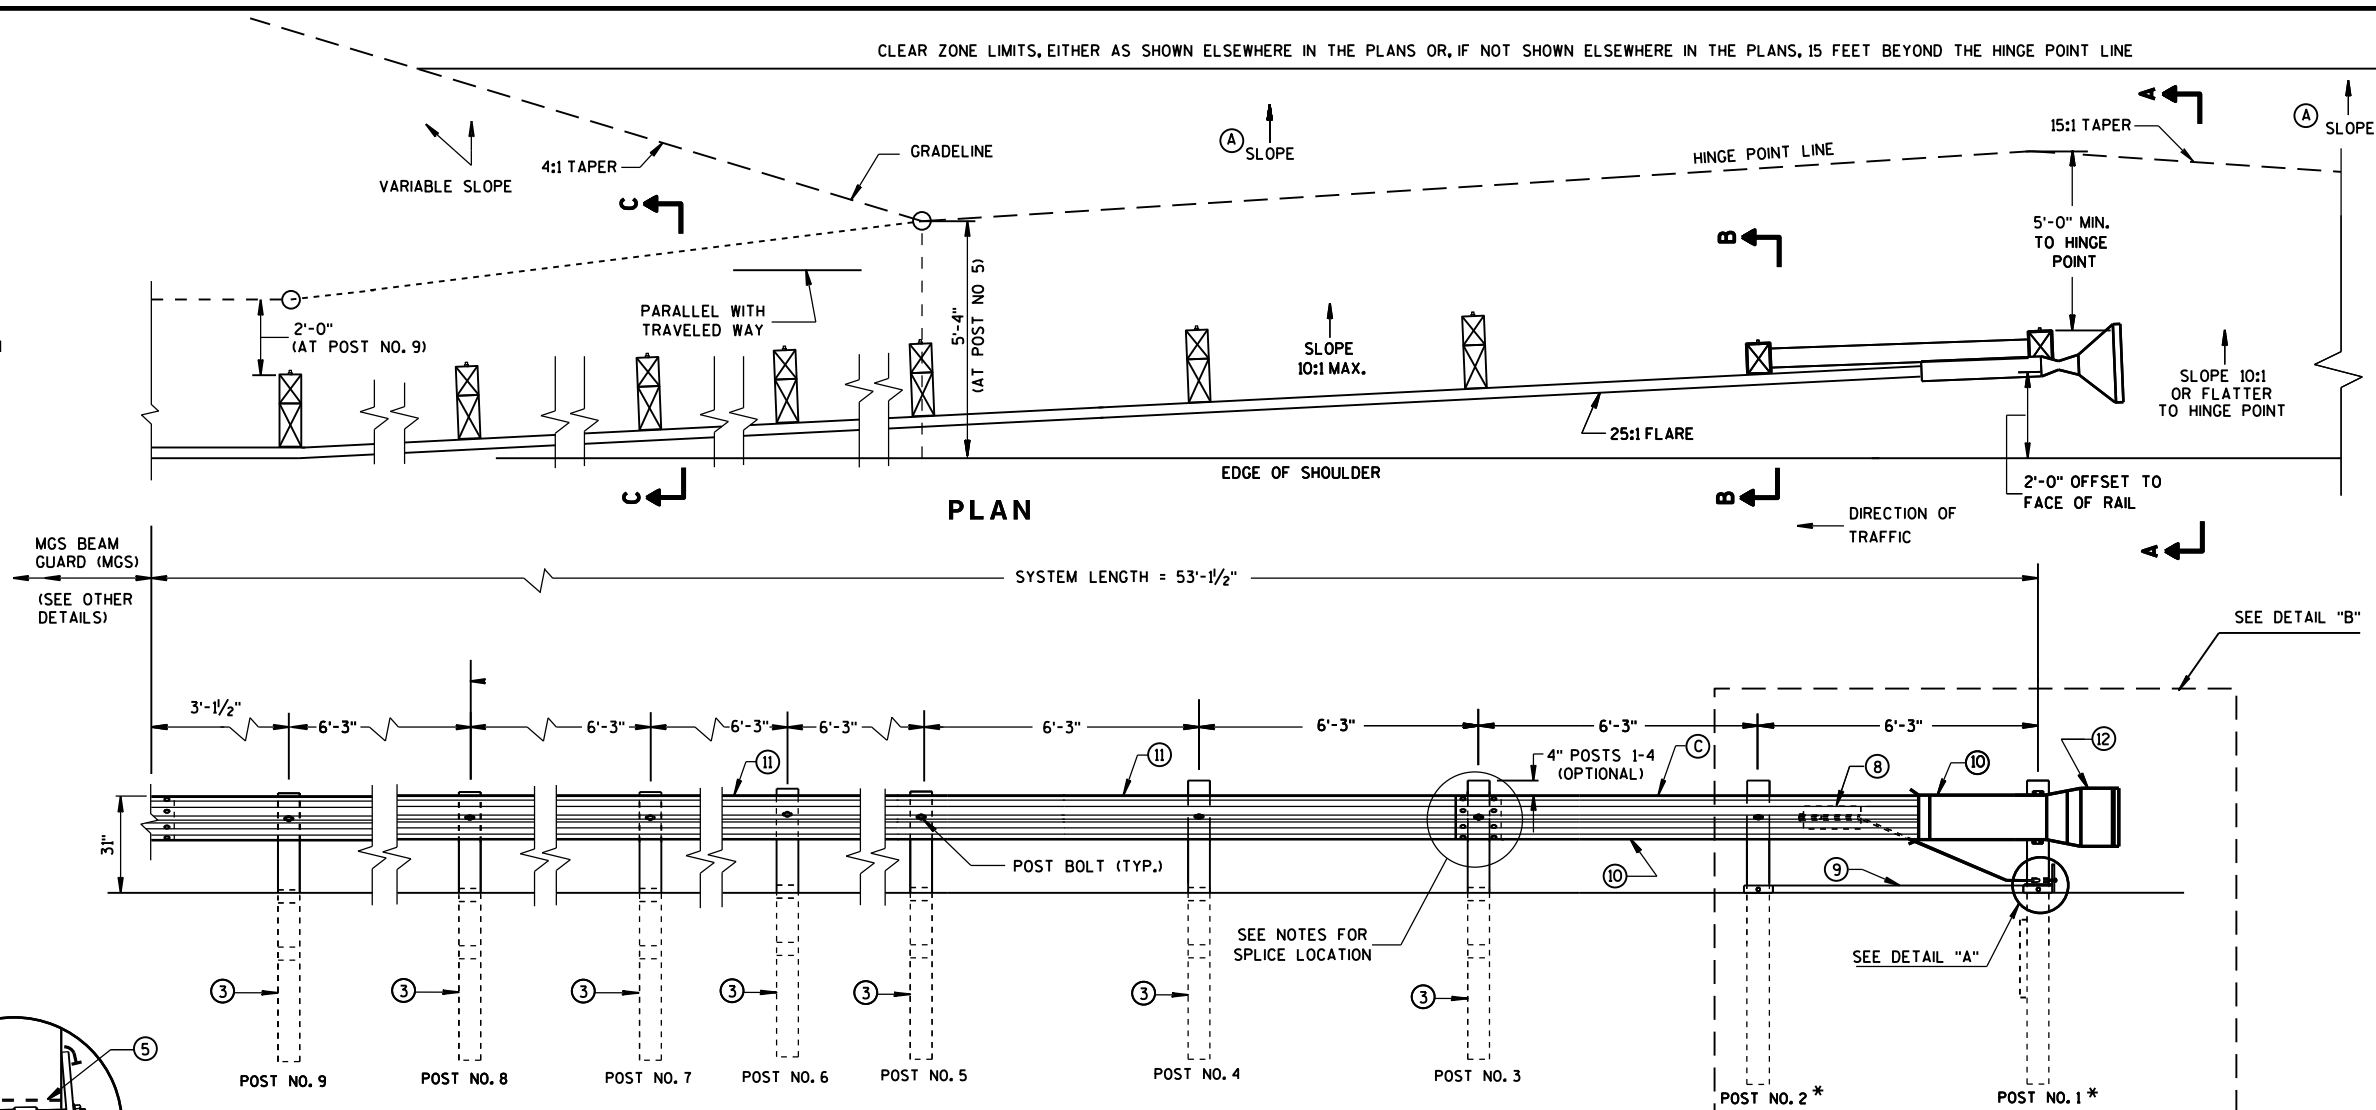 CLEAR ZONE LIMITS, EITHER AS SHOWN ELSEWHERE IN THE PLANS OR, IF NOT SHOWN ELSEWHERE IN THE PLANS, 15 FEET BEYOND THE HINGE POINT LINE
A
A
SLOPE
15:1 TAPER
A
SLOPE
HINGE POINT LINE
GRADELINE
4:1 TAPER
VARIABLE SLOPE
C
B
5'-0" MIN.
TO HINGE
POINT
5'-4"
(AT POST NO 5)
PARALLEL WITH
TRAVELED WAY
2'-0"
(AT POST NO. 9)
SLOPE
10:1 MAX.
SLOPE 10:1
OR FLATTER
TO HINGE POINT
25:1 FLARE
EDGE OF SHOULDER
2'-0" OFFSET TO
FACE OF RAIL
C
B
PLAN
DIRECTION OF
TRAFFIC
A
MGS BEAM
GUARD (MGS)
(SEE OTHER
DETAILS)
SYSTEM LENGTH = 53'-1 1/2"
SEE DETAIL "B"
3'-1 1/2"
6'-3"
6'-3"
6'-3"
6'-3"
6'-3"
6'-3"
6'-3"
6'-3"
11
11
4" POSTS 1-4
(OPTIONAL)
C
8
10
12
31"
POST BOLT (TYP.)
10
9
SEE NOTES FOR
SPLICE LOCATION
SEE DETAIL "A"
3
3
3
3
3
3
3
5
POST NO. 9
POST NO. 8
POST NO. 7
POST NO. 6
POST NO. 5
POST NO. 4
POST NO. 3
POST NO. 2 *
POST NO. 1 *